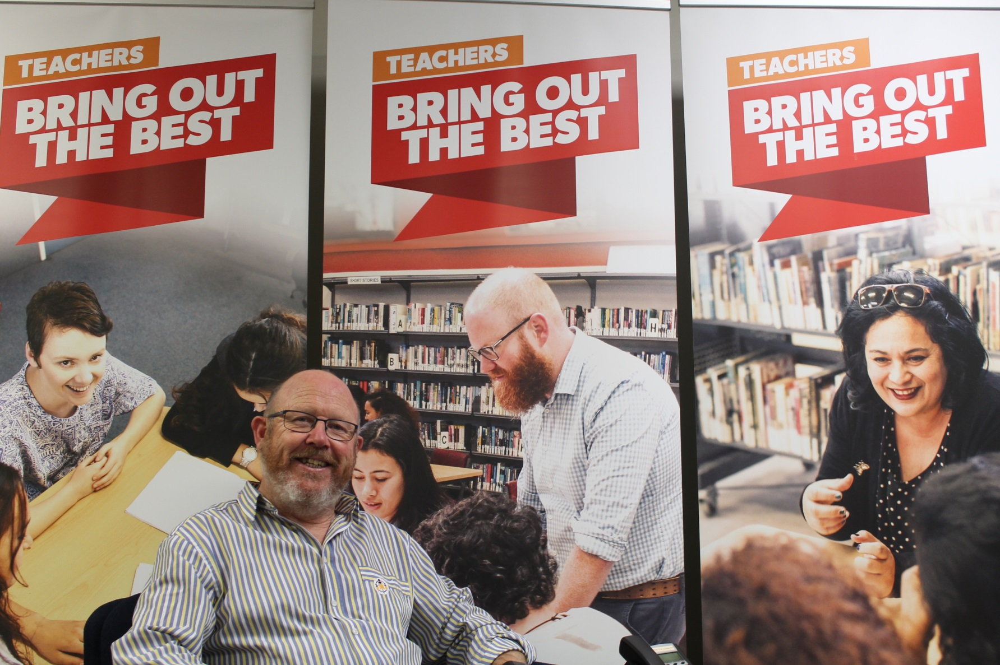 TEACHERS
BRING OUT
THE BEST
TEACHERS
BRING OUT
THE BEST
TEACHERS
BRING OUT
THE BEST
SHORT STORIES
A
H
B
C